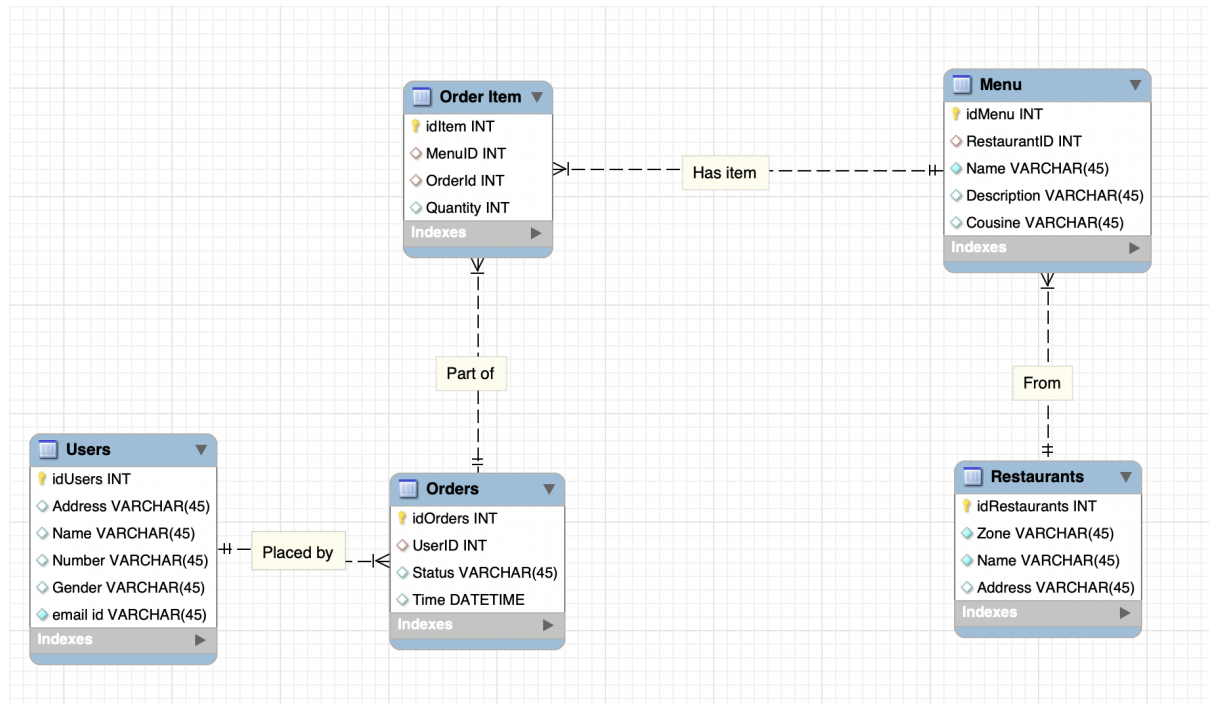 Order Item
idItem INT
MenuID INT
OrderId INT
Quantity INT
Indexes
Has item
Menu
idMenu INT
RestaurantID INT
Name VARCHAR(45)
Description VARCHAR(45)
Cousine VARCHAR(45)
Indexes
Part of
From
Users
idUsers INT
Address VARCHAR(45)
Name VARCHAR(45)
Number VARCHAR(45)
Gender VARCHAR(45)
email id VARCHAR(45)
Indexes
Placed by
Orders
idOrders INT
UserID INT
Status VARCHAR(45)
Time DATETIME
Indexes
Restaurants
idRestaurants INT
Zone VARCHAR(45)
Name VARCHAR(45)
Address VARCHAR(45)
Indexes